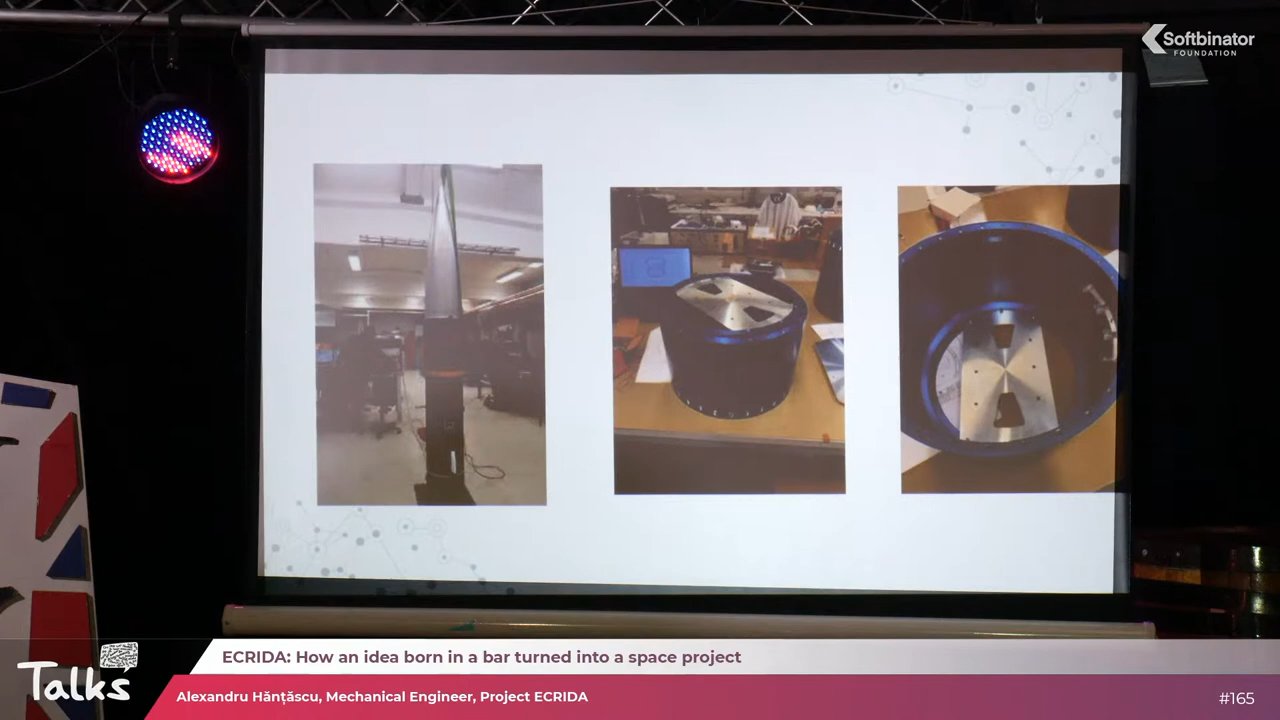 Softbinator
FOUNDATION
Talks
ECRIDA: How an idea born in a bar turned into a space project
Alexandru Hănțăscu, Mechanical Engineer, Project ECRIDA
#165